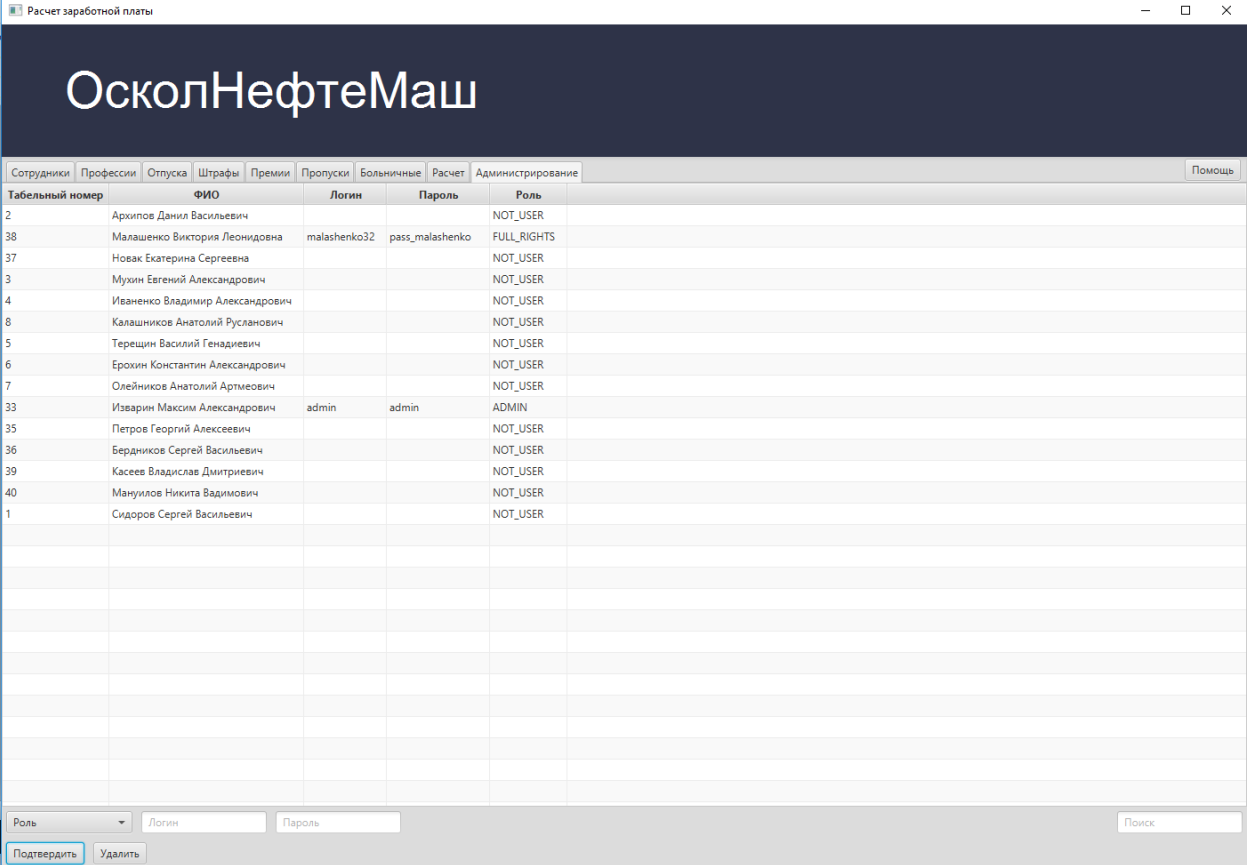 Расчет заработной платы
ОсколНефтеМаш
Сотрудники Профессии Отпуска Штрафы Премии Пропуски Больничные Расчет Администрирование Помощь
Табельный номер ФИО Логин Пароль Роль
2 Архипов Данил Васильевич NOT_USER
38 Малашенко Виктория Леонидовна malashenko32 pass_malashenko FULL_RIGHTS
37 Новак Екатерина Сергеевна NOT_USER
3 Мухин Евгений Александрович NOT_USER
4 Иваненко Владимир Александрович NOT_USER
8 Калашников Анатолий Русланович NOT_USER
5 Терещин Василий Генадиевич NOT_USER
6 Ерохин Константин Александрович NOT_USER
7 Олейников Анатолий Артмеович NOT_USER
33 Изварин Максим Александрович admin admin ADMIN
35 Петров Георгий Алексеевич NOT_USER
36 Бердников Сергей Васильевич NOT_USER
39 Касеев Владислав Дмитриевич NOT_USER
40 Мануилов Никита Вадимович NOT_USER
1 Сидоров Сергей Васильевич NOT_USER
Роль Логин Пароль Поиск
Подтвердить Удалить